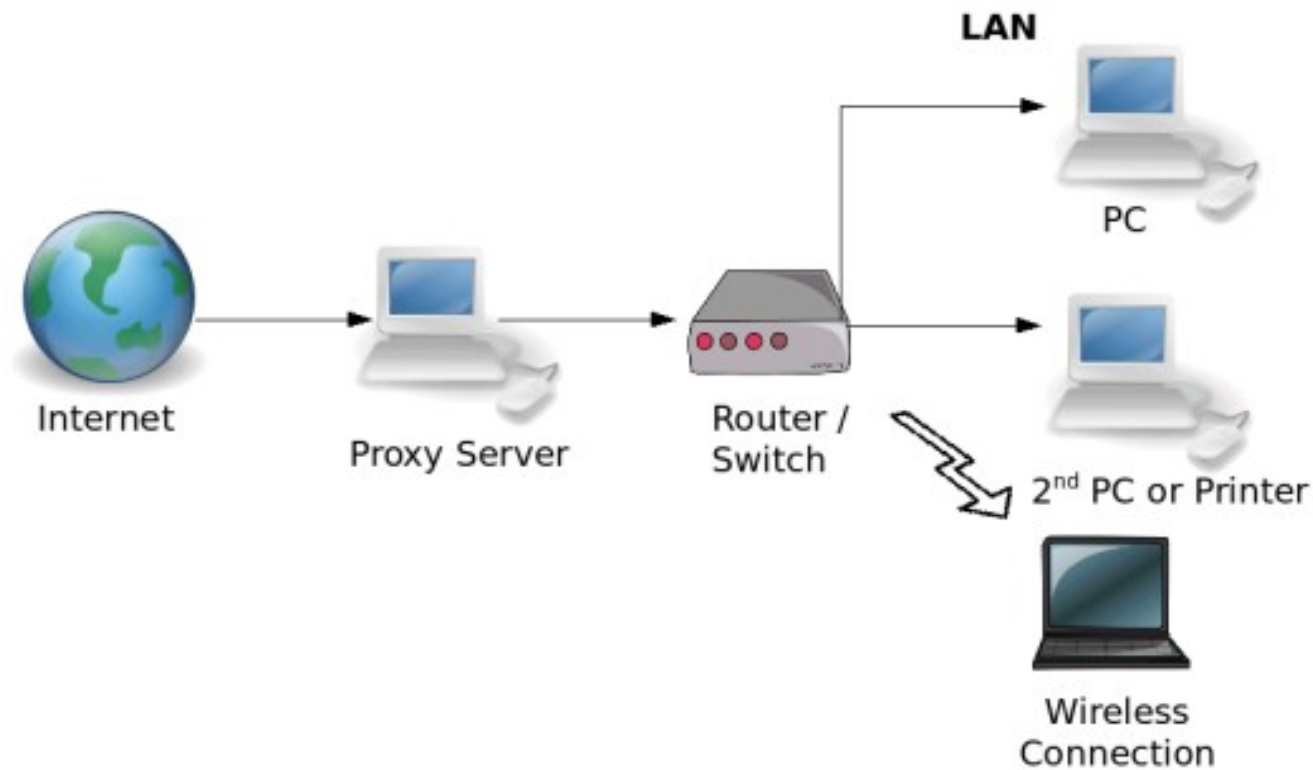 LAN
PC
Internet
Proxy Server
Router /
Switch
2nd PC or Printer
Wireless
Connection